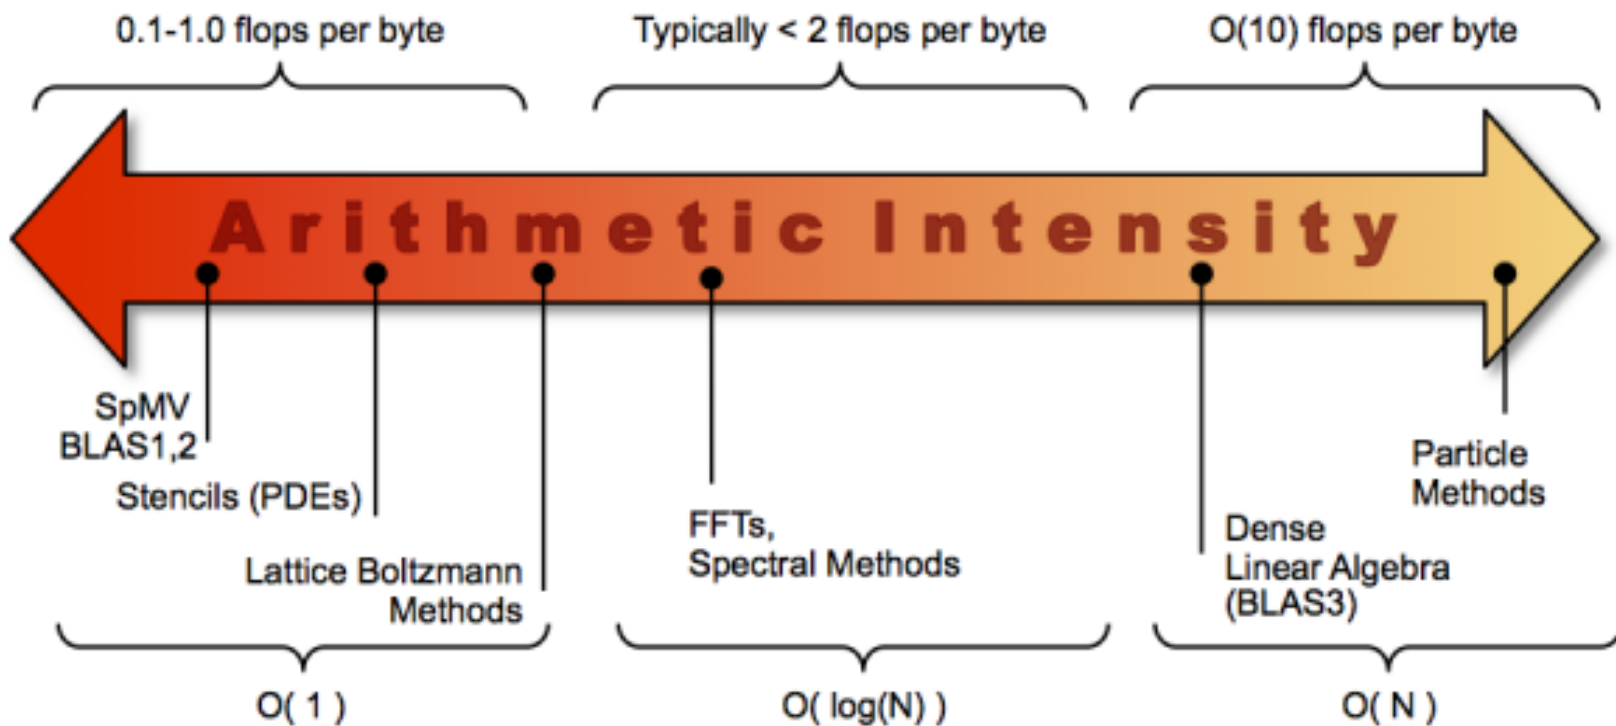 0.1-1.0 flops per byte
Typically < 2 flops per byte
O(10) flops per byte
Arithmetic Intensity
SpMV
BLAS1,2
Stencils (PDEs)
Lattice Boltzmann
Methods
FFTs,
Spectral Methods
Dense
Linear Algebra
(BLAS3)
Particle
Methods
O( 1 )
O( log(N) )
O( N )